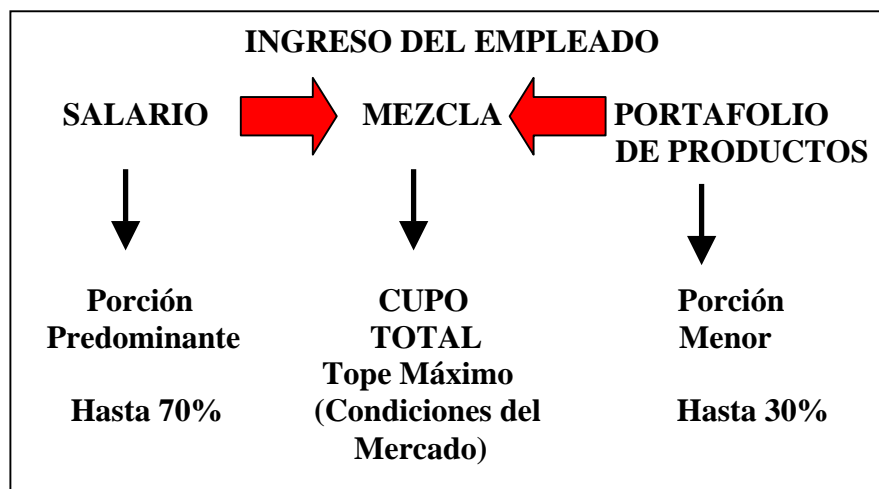 INGRESO DEL EMPLEADO
SALARIO
MEZCLA
PORTAFOLIO
DE PRODUCTOS
Porción
Predominante
Hasta 70%
CUPO
TOTAL
Tope Máximo
(Condiciones del
Mercado)
Porción
Menor
Hasta 30%